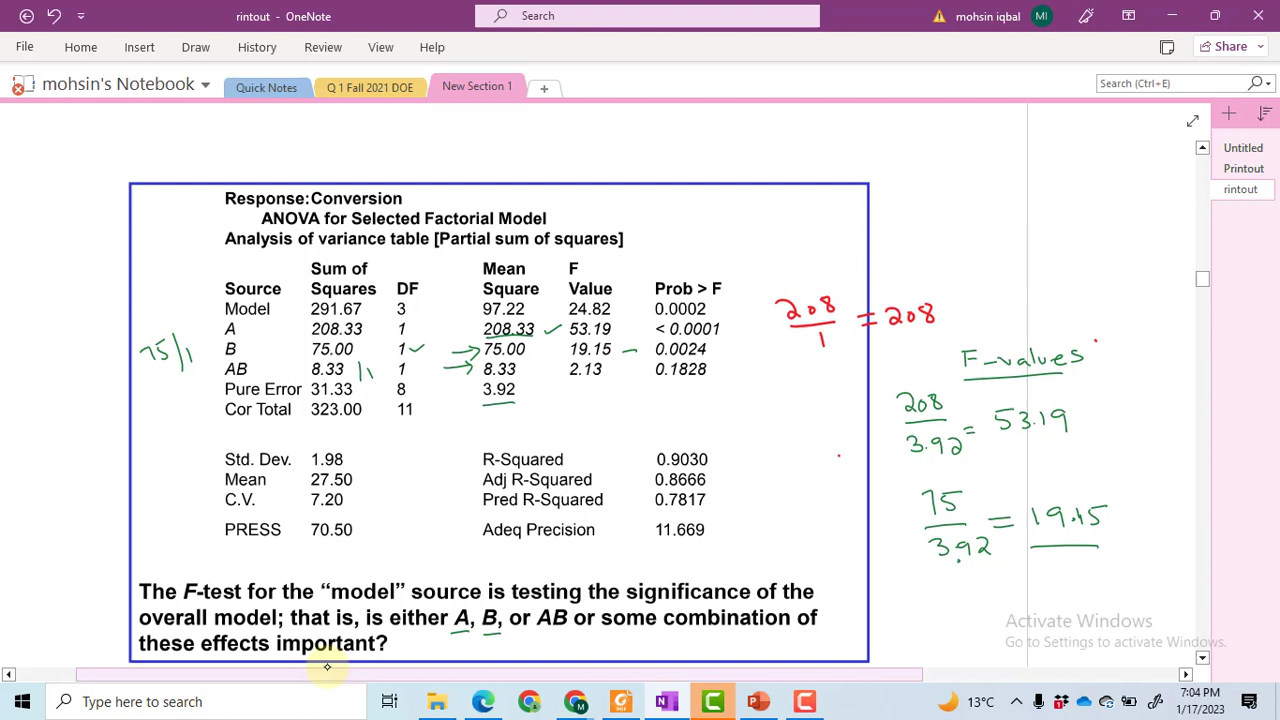 rintout - OneNote
Search
mohsin iqbal
MI
File Home Insert Draw History Review View Help
Share
mohsin's Notebook
Quick Notes
Q 1 Fall 2021 DOE
New Section 1
Search (Ctrl+E)
Untitled
Printout
rintout
Response:Conversion
ANOVA for Selected Factorial Model
Analysis of variance table [Partial sum of squares]
Sum of Mean F
Source Squares DF Square Value Prob > F
Model 291.67 3 97.22 24.82 0.0002
A 208.33 1 208.33 53.19 < 0.0001
B 75.00 1 75.00 19.15 0.0024
AB 8.33 1 8.33 2.13 0.1828
Pure Error 31.33 8 3.92
Cor Total 323.00 11
75/1
/1
208/1 = 208
F-values
208/3.92 = 53.19
75/3.92 = 19.15
Std. Dev. 1.98 R-Squared 0.9030
Mean 27.50 Adj R-Squared 0.8666
C.V. 7.20 Pred R-Squared 0.7817
PRESS 70.50 Adeq Precision 11.669
The F-test for the “model” source is testing the significance of the
overall model; that is, is either A, B, or AB or some combination of
these effects important?
Activate Windows
Go to Settings to activate Windows.
Type here to search
13°C
7:04 PM
1/17/2023